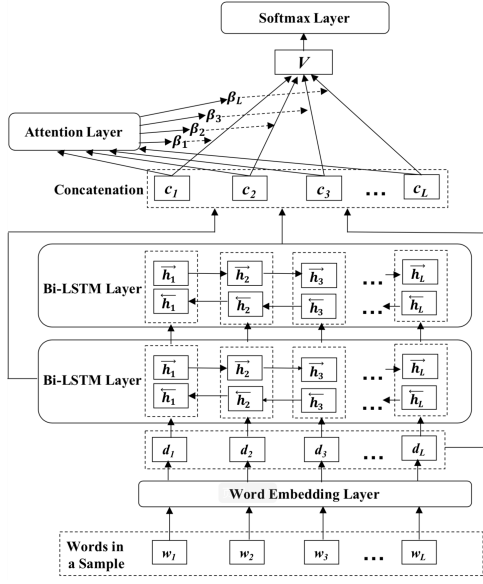 Softmax Layer
V
β_L
β_3
β_2
β_1
Attention Layer
Concatenation
c_1 c_2 c_3 ... c_L
→h_1 →h_2 →h_3 ... →h_L
Bi-LSTM Layer
←h_1 ←h_2 ←h_3 ... ←h_L
→h_1 →h_2 →h_3 ... →h_L
Bi-LSTM Layer
←h_1 ←h_2 ←h_3 ... ←h_L
d_1 d_2 d_3 ... d_L
Word Embedding Layer
Words in
a Sample
w_1 w_2 w_3 ... w_L